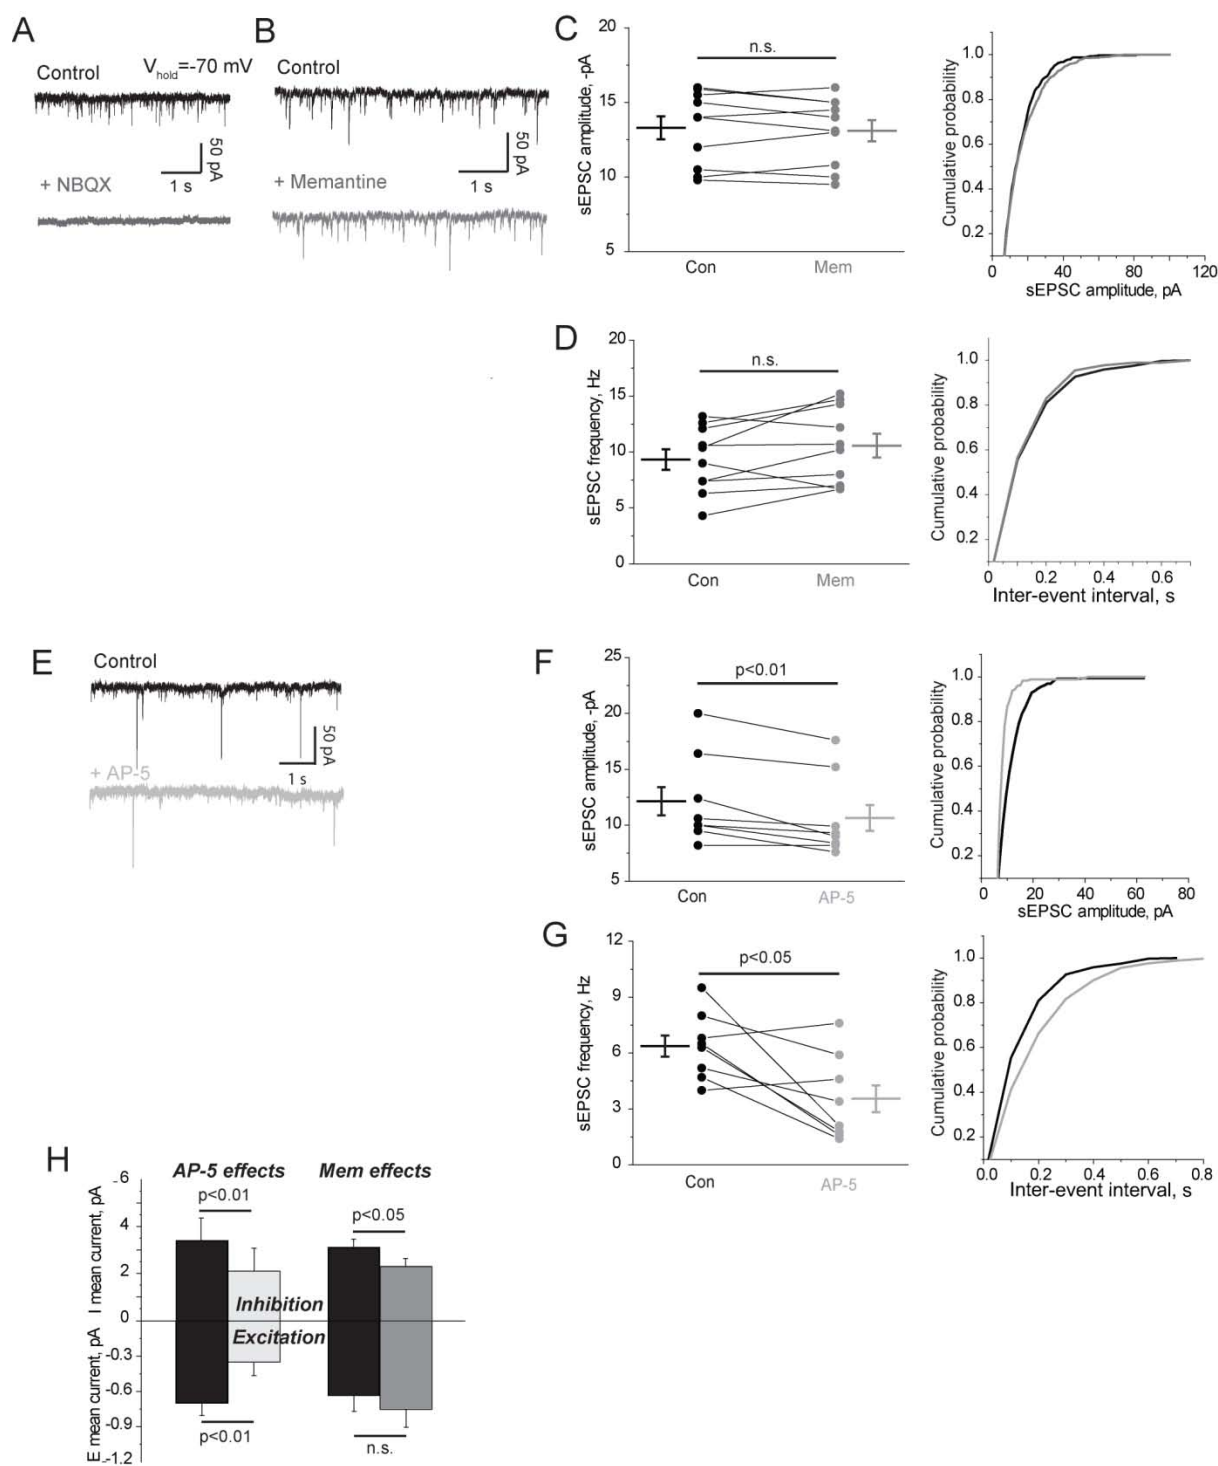 A
Control
V hold=-70 mV
50 pA
1 s
+ NBQX
B
Control
50 pA
1 s
+ Memantine
C
sEPSC amplitude, -pA
20
15
10
5
n.s.
Con
Mem
Cumulative probability
1.0
0.8
0.6
0.4
0.2
0
40
80
120
sEPSC amplitude, pA
D
sEPSC frequency, Hz
20
15
10
5
0
n.s.
Con
Mem
Cumulative probability
1.0
0.8
0.6
0.4
0.2
0
0.2
0.4
0.6
Inter-event interval, s
E
Control
50 pA
1 s
+ AP-5
F
sEPSC amplitude, -pA
25
20
15
10
5
p<0.01
Con
AP-5
Cumulative probability
1.0
0.8
0.6
0.4
0.2
0
20
40
60
80
sEPSC amplitude, pA
G
sEPSC frequency, Hz
12
9
6
3
0
p<0.05
Con
AP-5
Cumulative probability
1.0
0.8
0.6
0.4
0.2
0.0
0.2
0.4
0.6
0.8
Inter-event interval, s
H
AP-5 effects
Mem effects
I mean current, pA
6
4
2
0
p<0.01
p<0.05
Inhibition
Excitation
E mean current, pA
-0.3
-0.6
-0.9
-1.2
p<0.01
n.s.